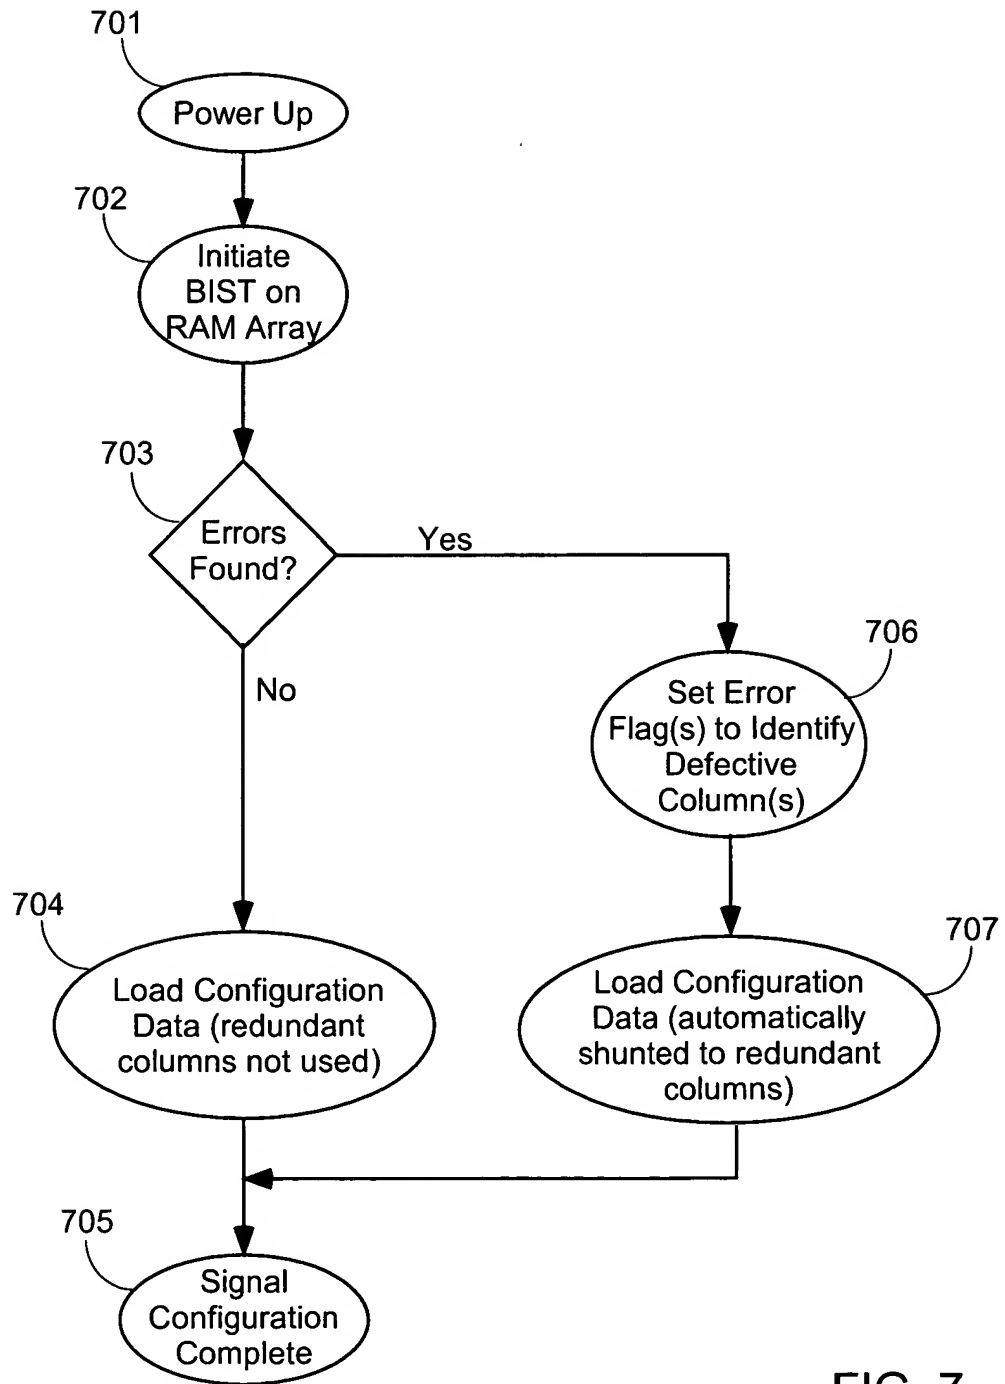 701
Power Up
702
Initiate
BIST on
RAM Array
703
Errors
Found?
Yes
No
706
Set Error
Flag(s) to Identify
Defective
Column(s)
704
Load Configuration
Data (redundant
columns not used)
707
Load Configuration
Data (automatically
shunted to redundant
columns)
705
Signal
Configuration
Complete
FIG. 7